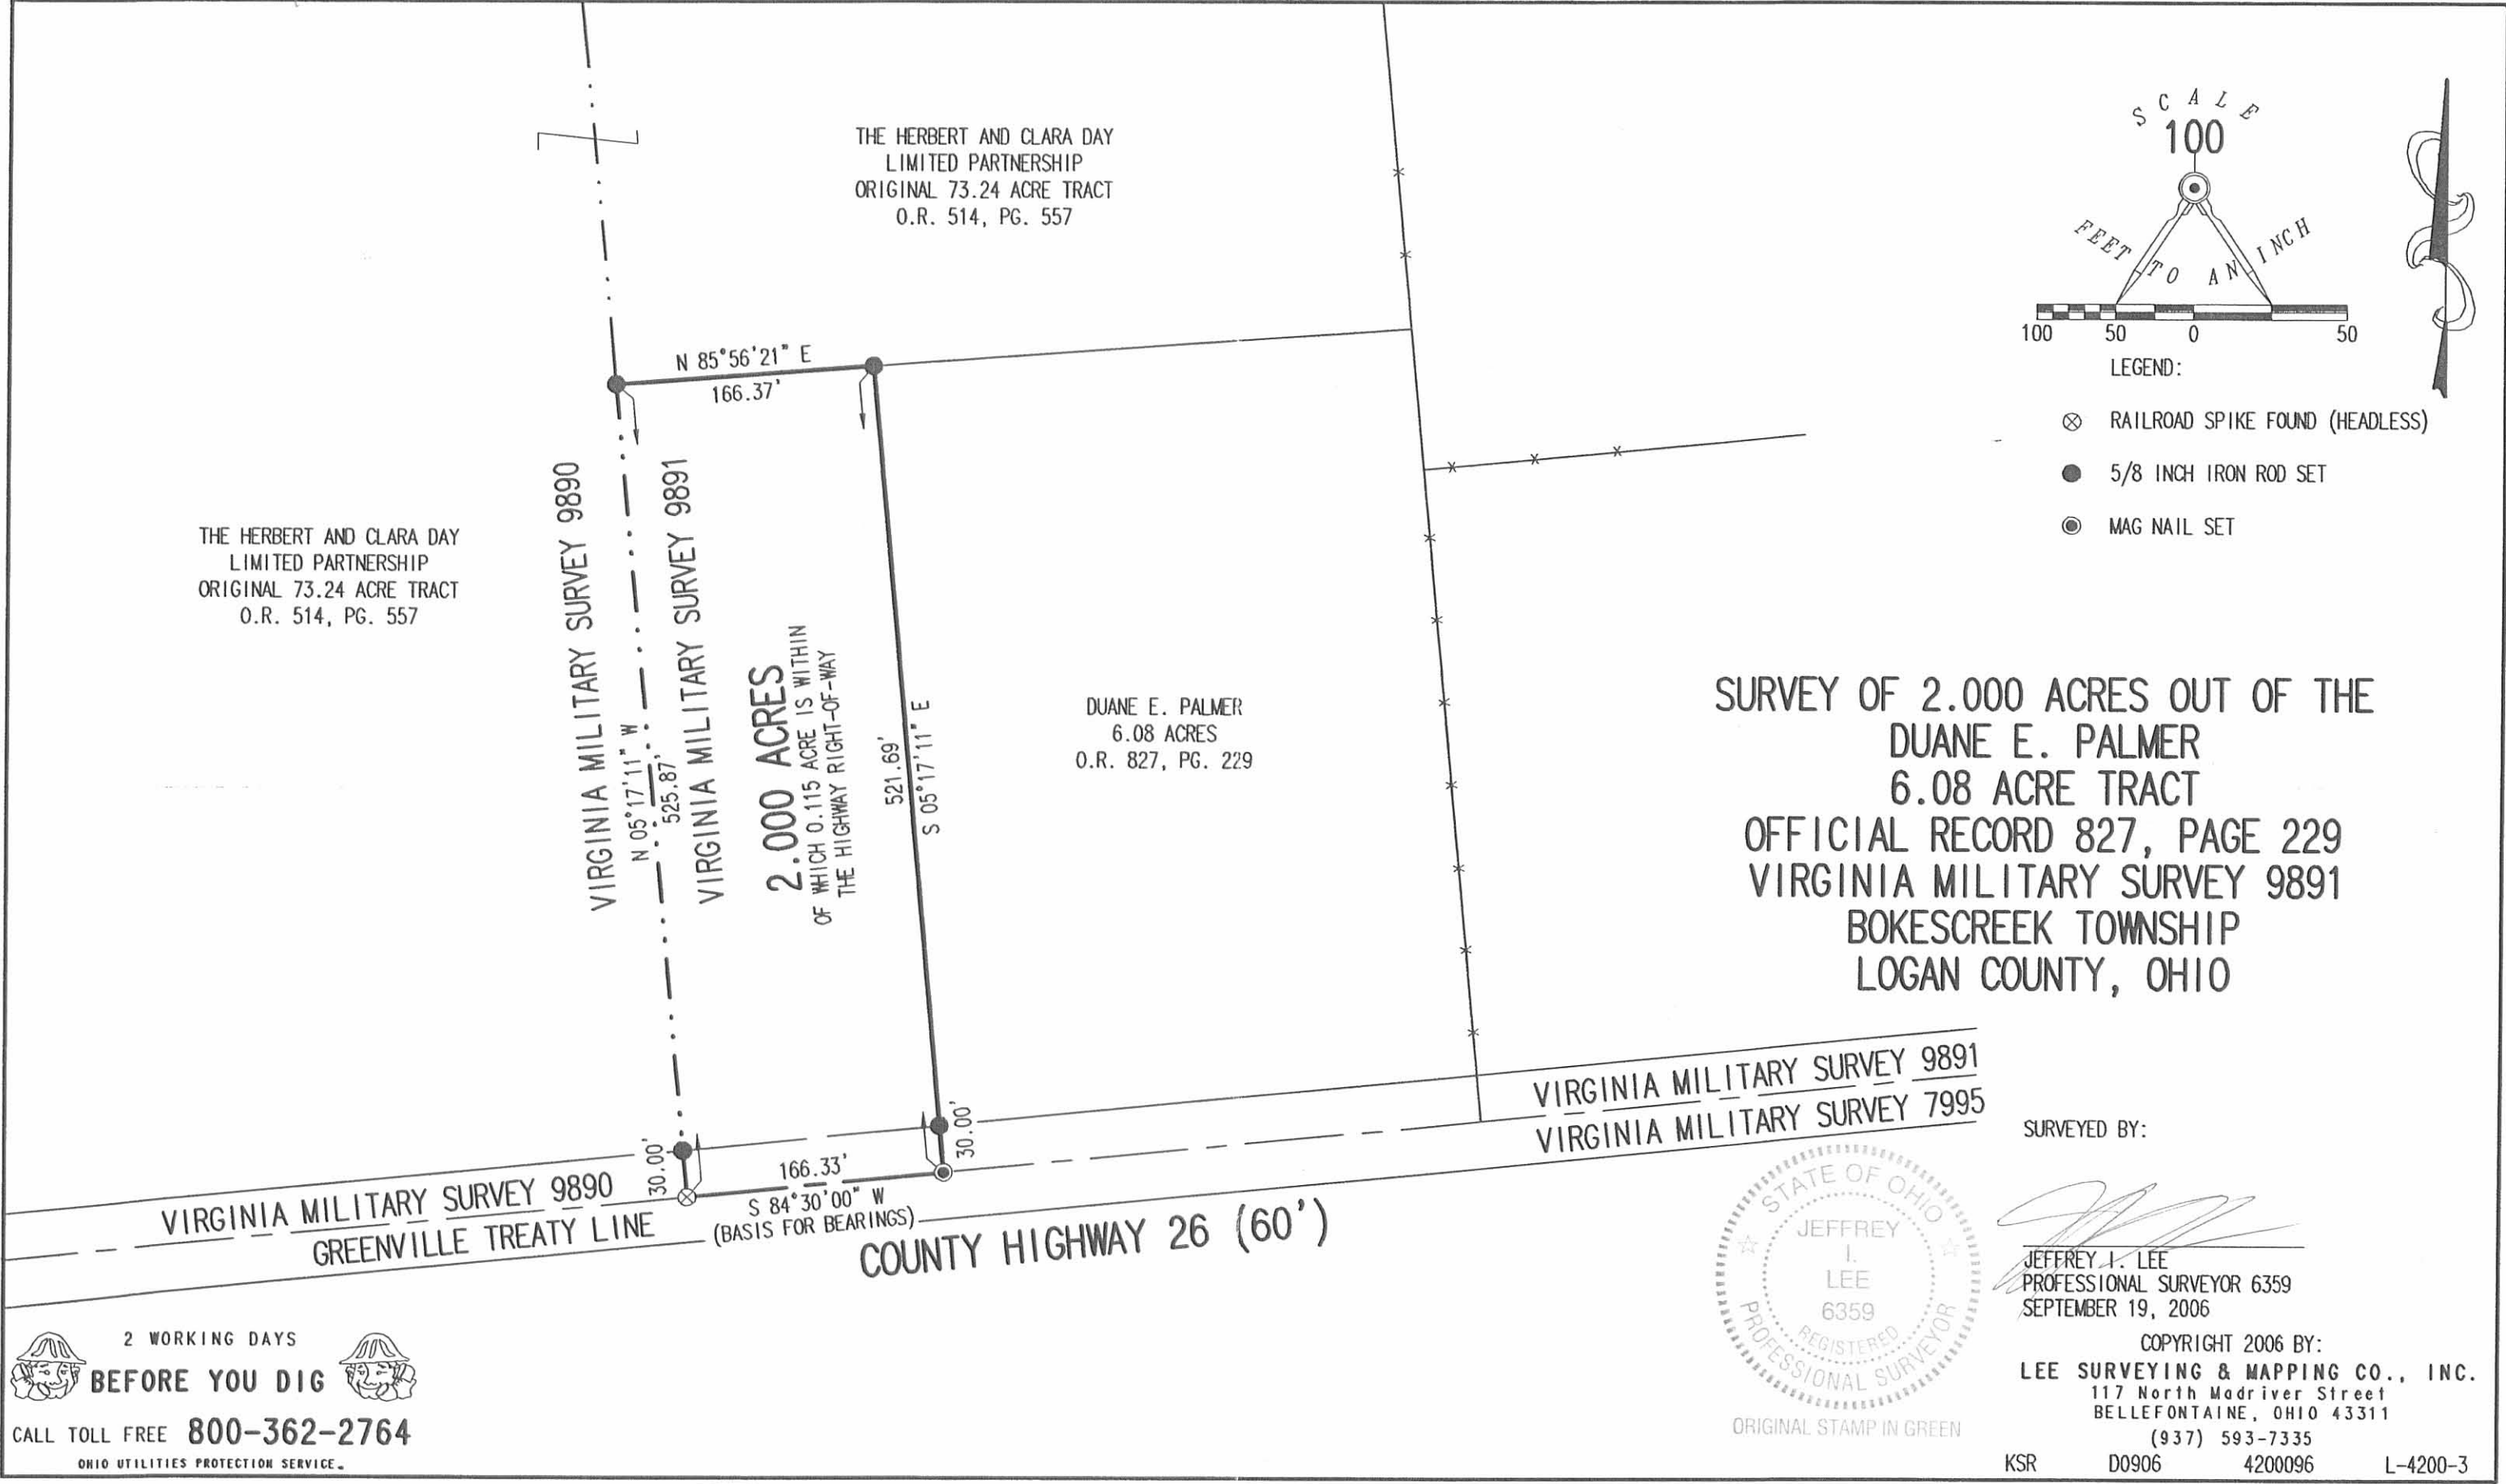 THE HERBERT AND CLARA DAY
LIMITED PARTNERSHIP
ORIGINAL 73.24 ACRE TRACT
O.R. 514, PG. 557
SCALE
100
FEET TO AN INCH
100 50 0 50
LEGEND:
RAILROAD SPIKE FOUND (HEADLESS)
5/8 INCH IRON ROD SET
MAG NAIL SET
N 85°56'21" E
166.37'
THE HERBERT AND CLARA DAY
LIMITED PARTNERSHIP
ORIGINAL 73.24 ACRE TRACT
O.R. 514, PG. 557
VIRGINIA MILITARY SURVEY 9890
N 05°17'11" W
525.87'
VIRGINIA MILITARY SURVEY 9891
2.000 ACRES
OF WHICH 0.115 ACRE IS WITHIN
THE HIGHWAY RIGHT-OF-WAY
521.69'
S 05°17'11" E
DUANE E. PALMER
6.08 ACRES
O.R. 827, PG. 229
SURVEY OF 2.000 ACRES OUT OF THE
DUANE E. PALMER
6.08 ACRE TRACT
OFFICIAL RECORD 827, PAGE 229
VIRGINIA MILITARY SURVEY 9891
BOKESCREEK TOWNSHIP
LOGAN COUNTY, OHIO
VIRGINIA MILITARY SURVEY 9891
VIRGINIA MILITARY SURVEY 7995
30.00'
30.00'
166.33'
S 84°30'00" W
(BASIS FOR BEARINGS)
VIRGINIA MILITARY SURVEY 9890
GREENVILLE TREATY LINE
COUNTY HIGHWAY 26 (60')
SURVEYED BY:
STATE OF OHIO
JEFFREY
I.
LEE
6359
REGISTERED
PROFESSIONAL SURVEYOR
ORIGINAL STAMP IN GREEN
JEFFREY I. LEE
PROFESSIONAL SURVEYOR 6359
SEPTEMBER 19, 2006
COPYRIGHT 2006 BY:
LEE SURVEYING & MAPPING CO., INC.
117 North Madriver Street
BELLEFONTAINE, OHIO 43311
(937) 593-7335
KSR D0906 4200096 L-4200-3
2 WORKING DAYS
BEFORE YOU DIG
CALL TOLL FREE 800-362-2764
OHIO UTILITIES PROTECTION SERVICE.